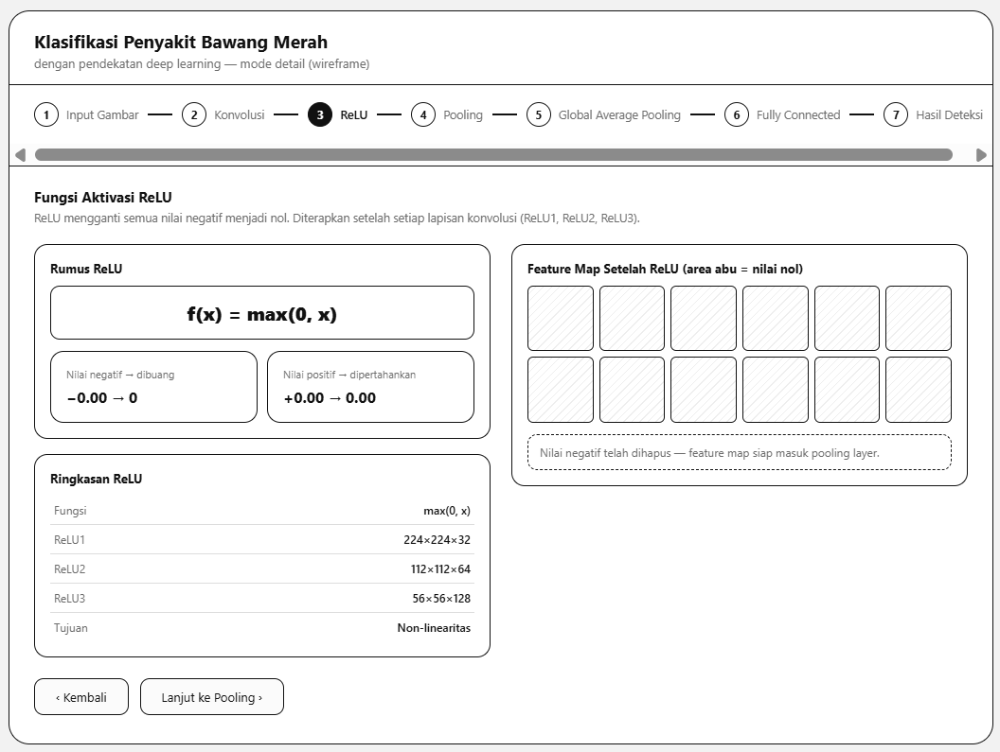 Klasifikasi Penyakit Bawang Merah
dengan pendekatan deep learning — mode detail (wireframe)
1 Input Gambar 2 Konvolusi 3 ReLU 4 Pooling 5 Global Average Pooling 6 Fully Connected 7 Hasil Deteksi
Fungsi Aktivasi ReLU
ReLU mengganti semua nilai negatif menjadi nol. Diterapkan setelah setiap lapisan konvolusi (ReLU1, ReLU2, ReLU3).
Rumus ReLU
f(x) = max(0, x)
Nilai negatif → dibuang
−0.00 → 0
Nilai positif → dipertahankan
+0.00 → 0.00
Ringkasan ReLU
Fungsi max(0, x)
ReLU1 224×224×32
ReLU2 112×112×64
ReLU3 56×56×128
Tujuan Non-linearitas
Feature Map Setelah ReLU (area abu = nilai nol)
Nilai negatif telah dihapus — feature map siap masuk pooling layer.
‹ Kembali
Lanjut ke Pooling ›